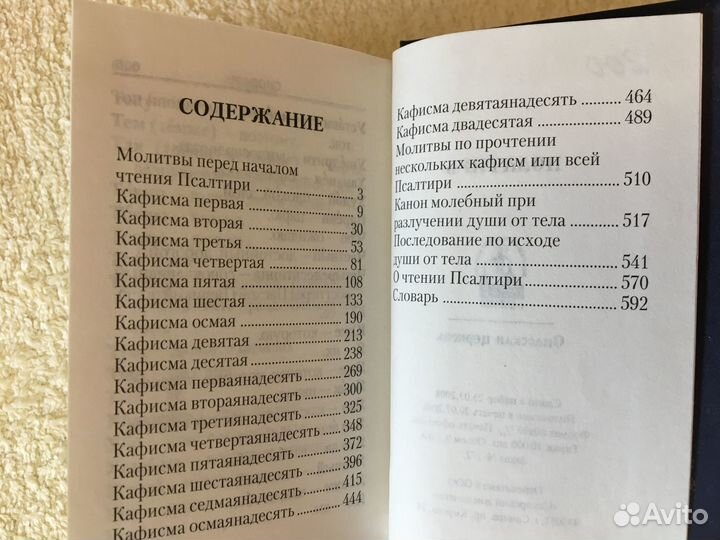 СОДЕРЖАНИЕ
Молитвы перед началом
чтения Псалтири .................. 3
Кафисма первая .................. 9
Кафисма вторая .................. 30
Кафисма третья .................. 53
Кафисма четвертая .................. 81
Кафисма пятая .................. 108
Кафисма шестая .................. 133
Кафисма осмая .................. 190
Кафисма девятая .................. 213
Кафисма десятая .................. 238
Кафисма перваянадесять ........ 269
Кафисма втораянадесять ........ 300
Кафисма третиянадесять ........ 325
Кафисма четвертаянадесять .... 348
Кафисма пятаянадесять .......... 372
Кафисма шестаянадесять ........ 396
Кафисма седмаянадесять ........ 415
Кафисма осмаянадесять ......... 444
Кафисма девятаянадесять .......... 464
Кафисма двадесятая .................. 489
Молитвы по прочтении
нескольких кафисм или всей
Псалтири .................. 510
Канон молебный при
разлучении души от тела ........ 517
Последование по исходе
души от тела .................. 541
О чтении Псалтири .................. 570
Словарь .................. 592
Avito